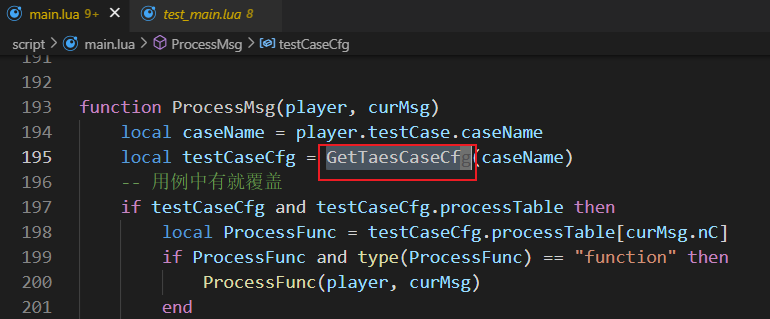 main.lua 9+ × test_main.lua 8
script > main.lua > ProcessMsg > testCaseCfg
191
192
193 function ProcessMsg(player, curMsg)
194 local caseName = player.testCase.caseName
195 local testCaseCfg = GetTaesCaseCfg(caseName)
196 -- 用例中有就覆盖
197 if testCaseCfg and testCaseCfg.processTable then
198 local ProcessFunc = testCaseCfg.processTable[curMsg.nC]
199 if ProcessFunc and type(ProcessFunc) == "function" then
200 ProcessFunc(player, curMsg)
201 end